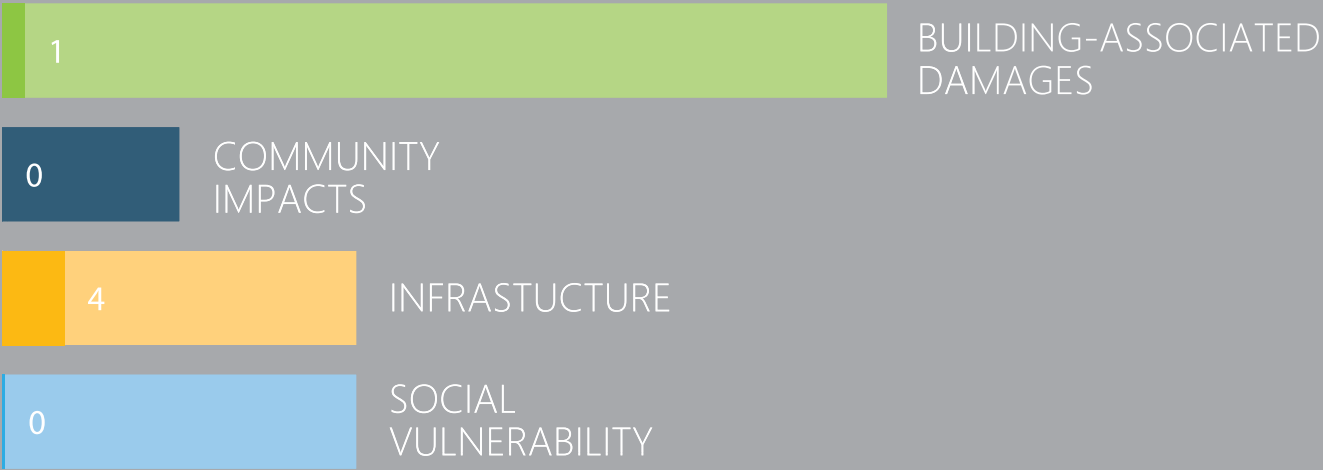 1
BUILDING-ASSOCIATED
DAMAGES
0
COMMUNITY
IMPACTS
4
INFRASTUCTURE
0
SOCIAL
VULNERABILITY